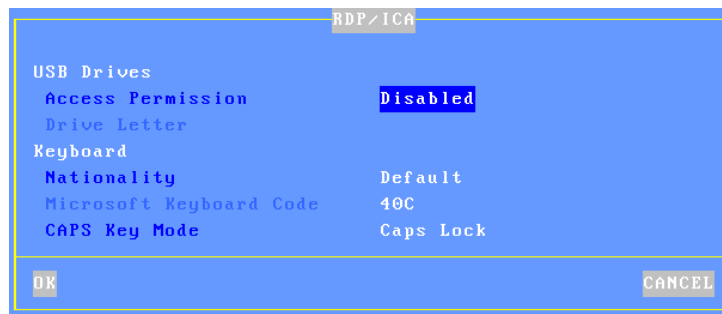 RDP/ICA
USB Drives
Access Permission Disabled
Drive Letter
Keyboard
Nationality Default
Microsoft Keyboard Code 40C
CAPS Key Mode Caps Lock
OK CANCEL